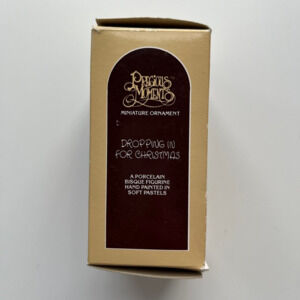 PRECIOUS
MOMENTS
MINIATURE ORNAMENT
DROPPING IN
FOR CHRISTMAS
A PORCELAIN
BISQUE FIGURINE
HAND PAINTED IN
SOFT PASTELS